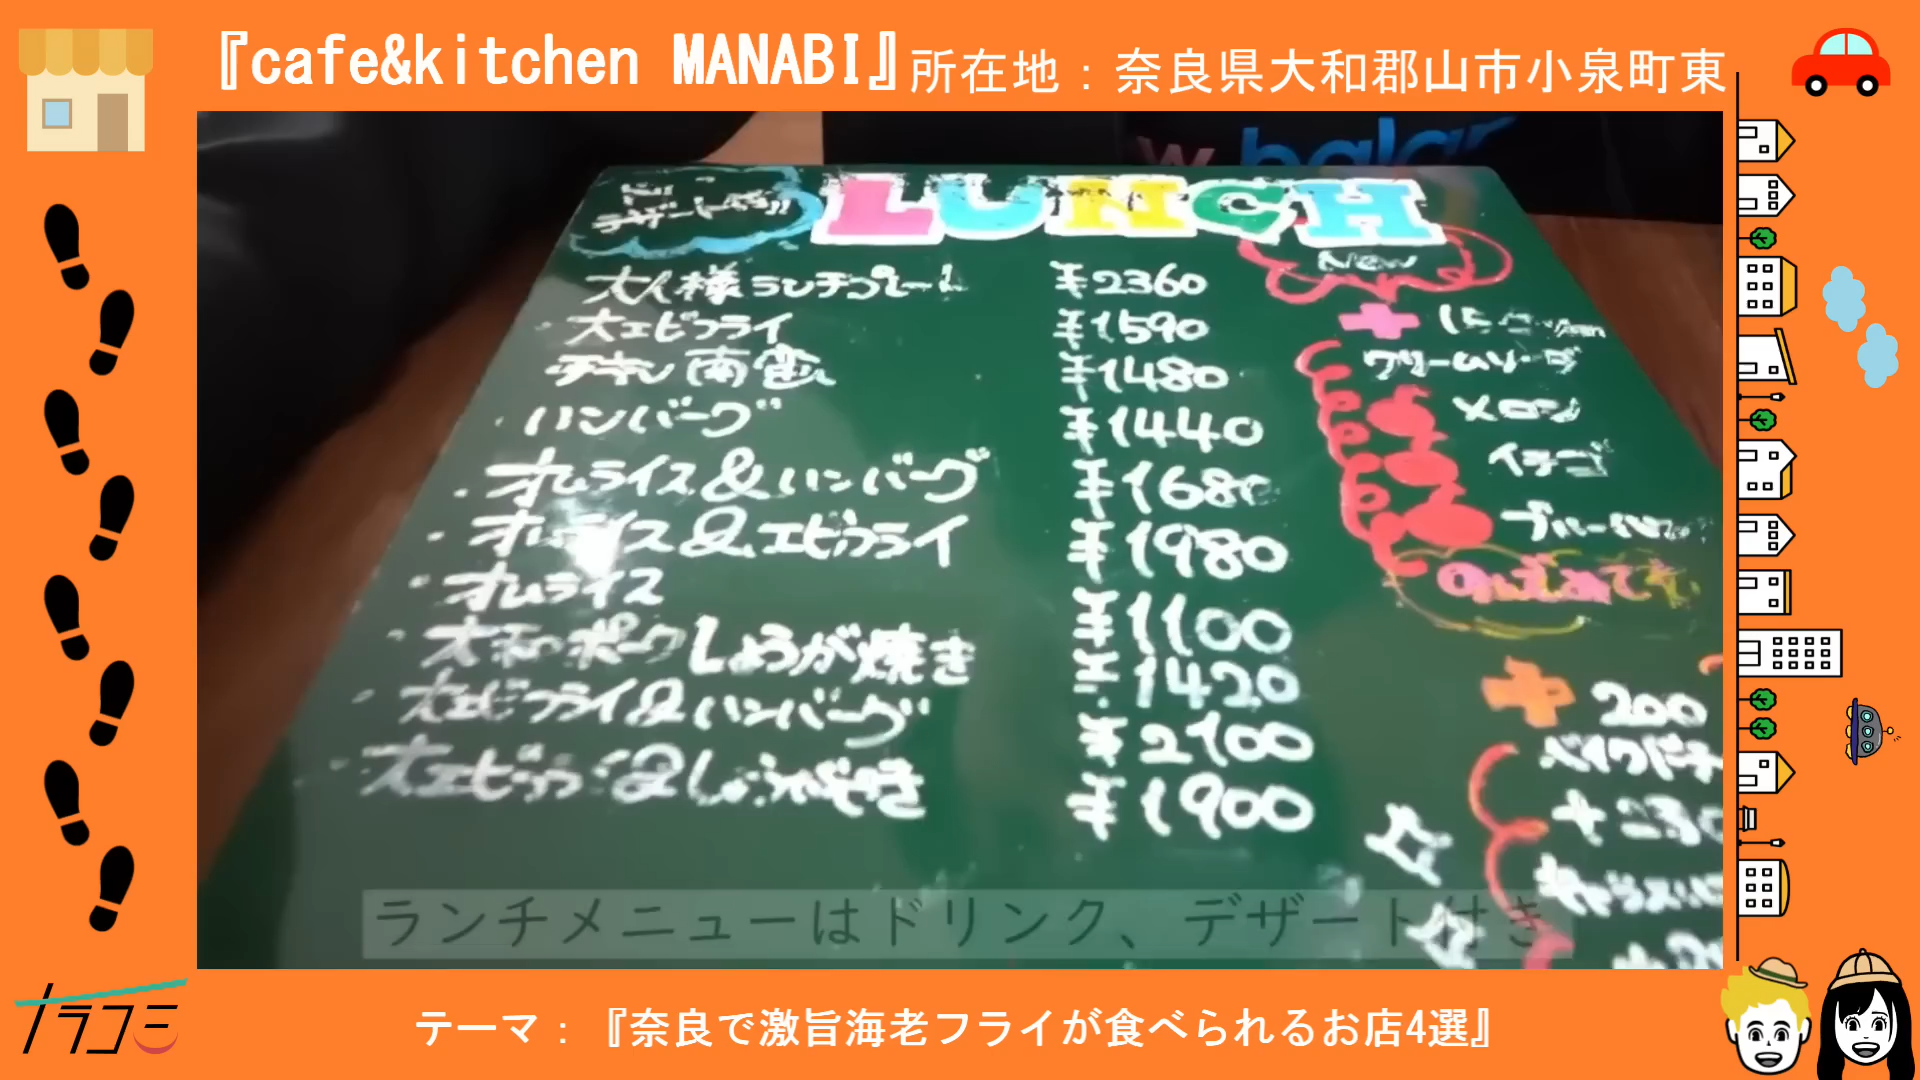 『cafe&kitchen MANABI』所在地：奈良県大和郡山市小泉町東
LUNCH
New
大人様ランチプレート ¥2360
大エビフライ ¥1590
チキン南蛮 ¥1480
・ハンバーグ ¥1440
・オムライス&ハンバーグ ¥1680
・オムライス&エビフライ ¥1980
・オムライス ¥1100
・大和ポークしょうが焼き ¥1420
・大エビフライ&ハンバーグ ¥2100
・大エビフライ&しょうが焼き ¥1900
クリームソーダ
メロン
イチゴ
+ 200
ランチメニューはドリンク、デザート付き
ナラコミ
テーマ：『奈良で激旨海老フライが食べられるお店4選』